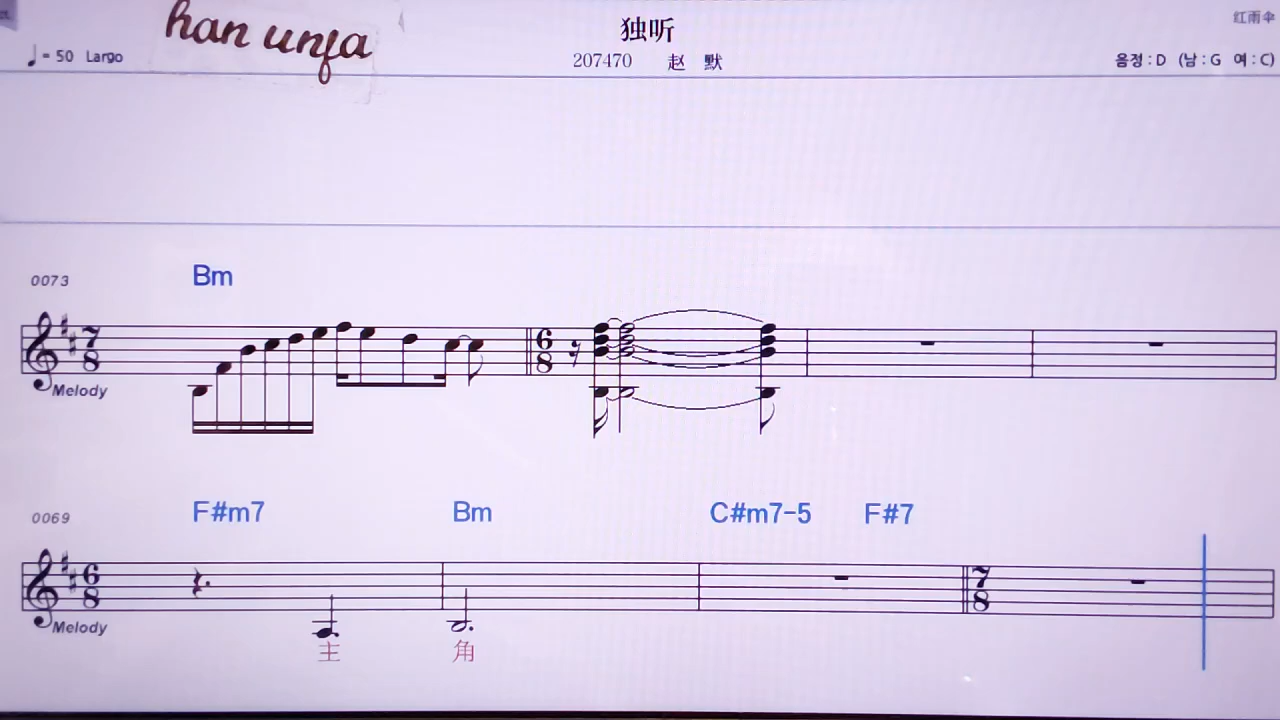 han unja
独听
红雨伞
♩= 50 Largo
207470 赵 默
음정 : D (남 : G 여 : C)
0073
Bm
7 8
6 8
Melody
0069
F#m7 Bm C#m7-5 F#7
6 8
7 8
Melody
主 角